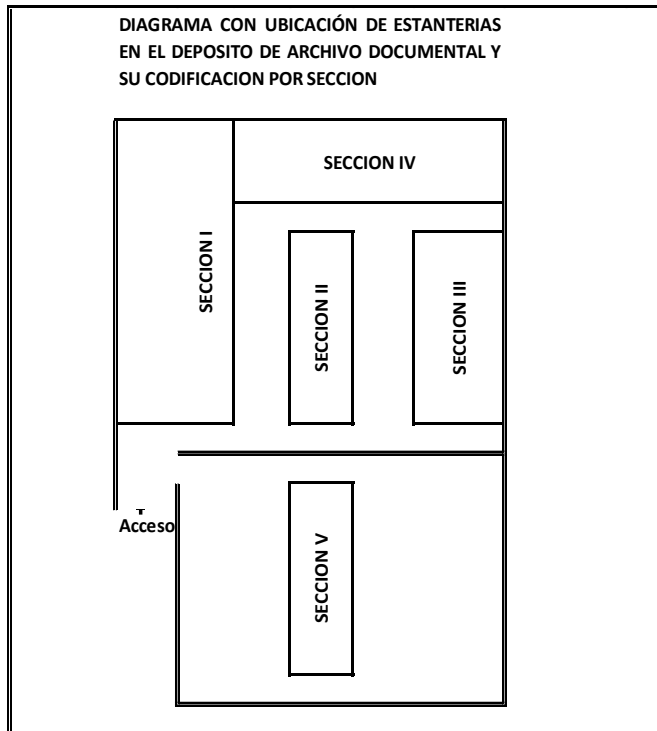 DIAGRAMA CON UBICACIÓN DE ESTANTERIAS
EN EL DEPOSITO DE ARCHIVO DOCUMENTAL Y
SU CODIFICACION POR SECCION
SECCION IV
SECCION I
SECCION II
SECCION III
Acceso
SECCION V